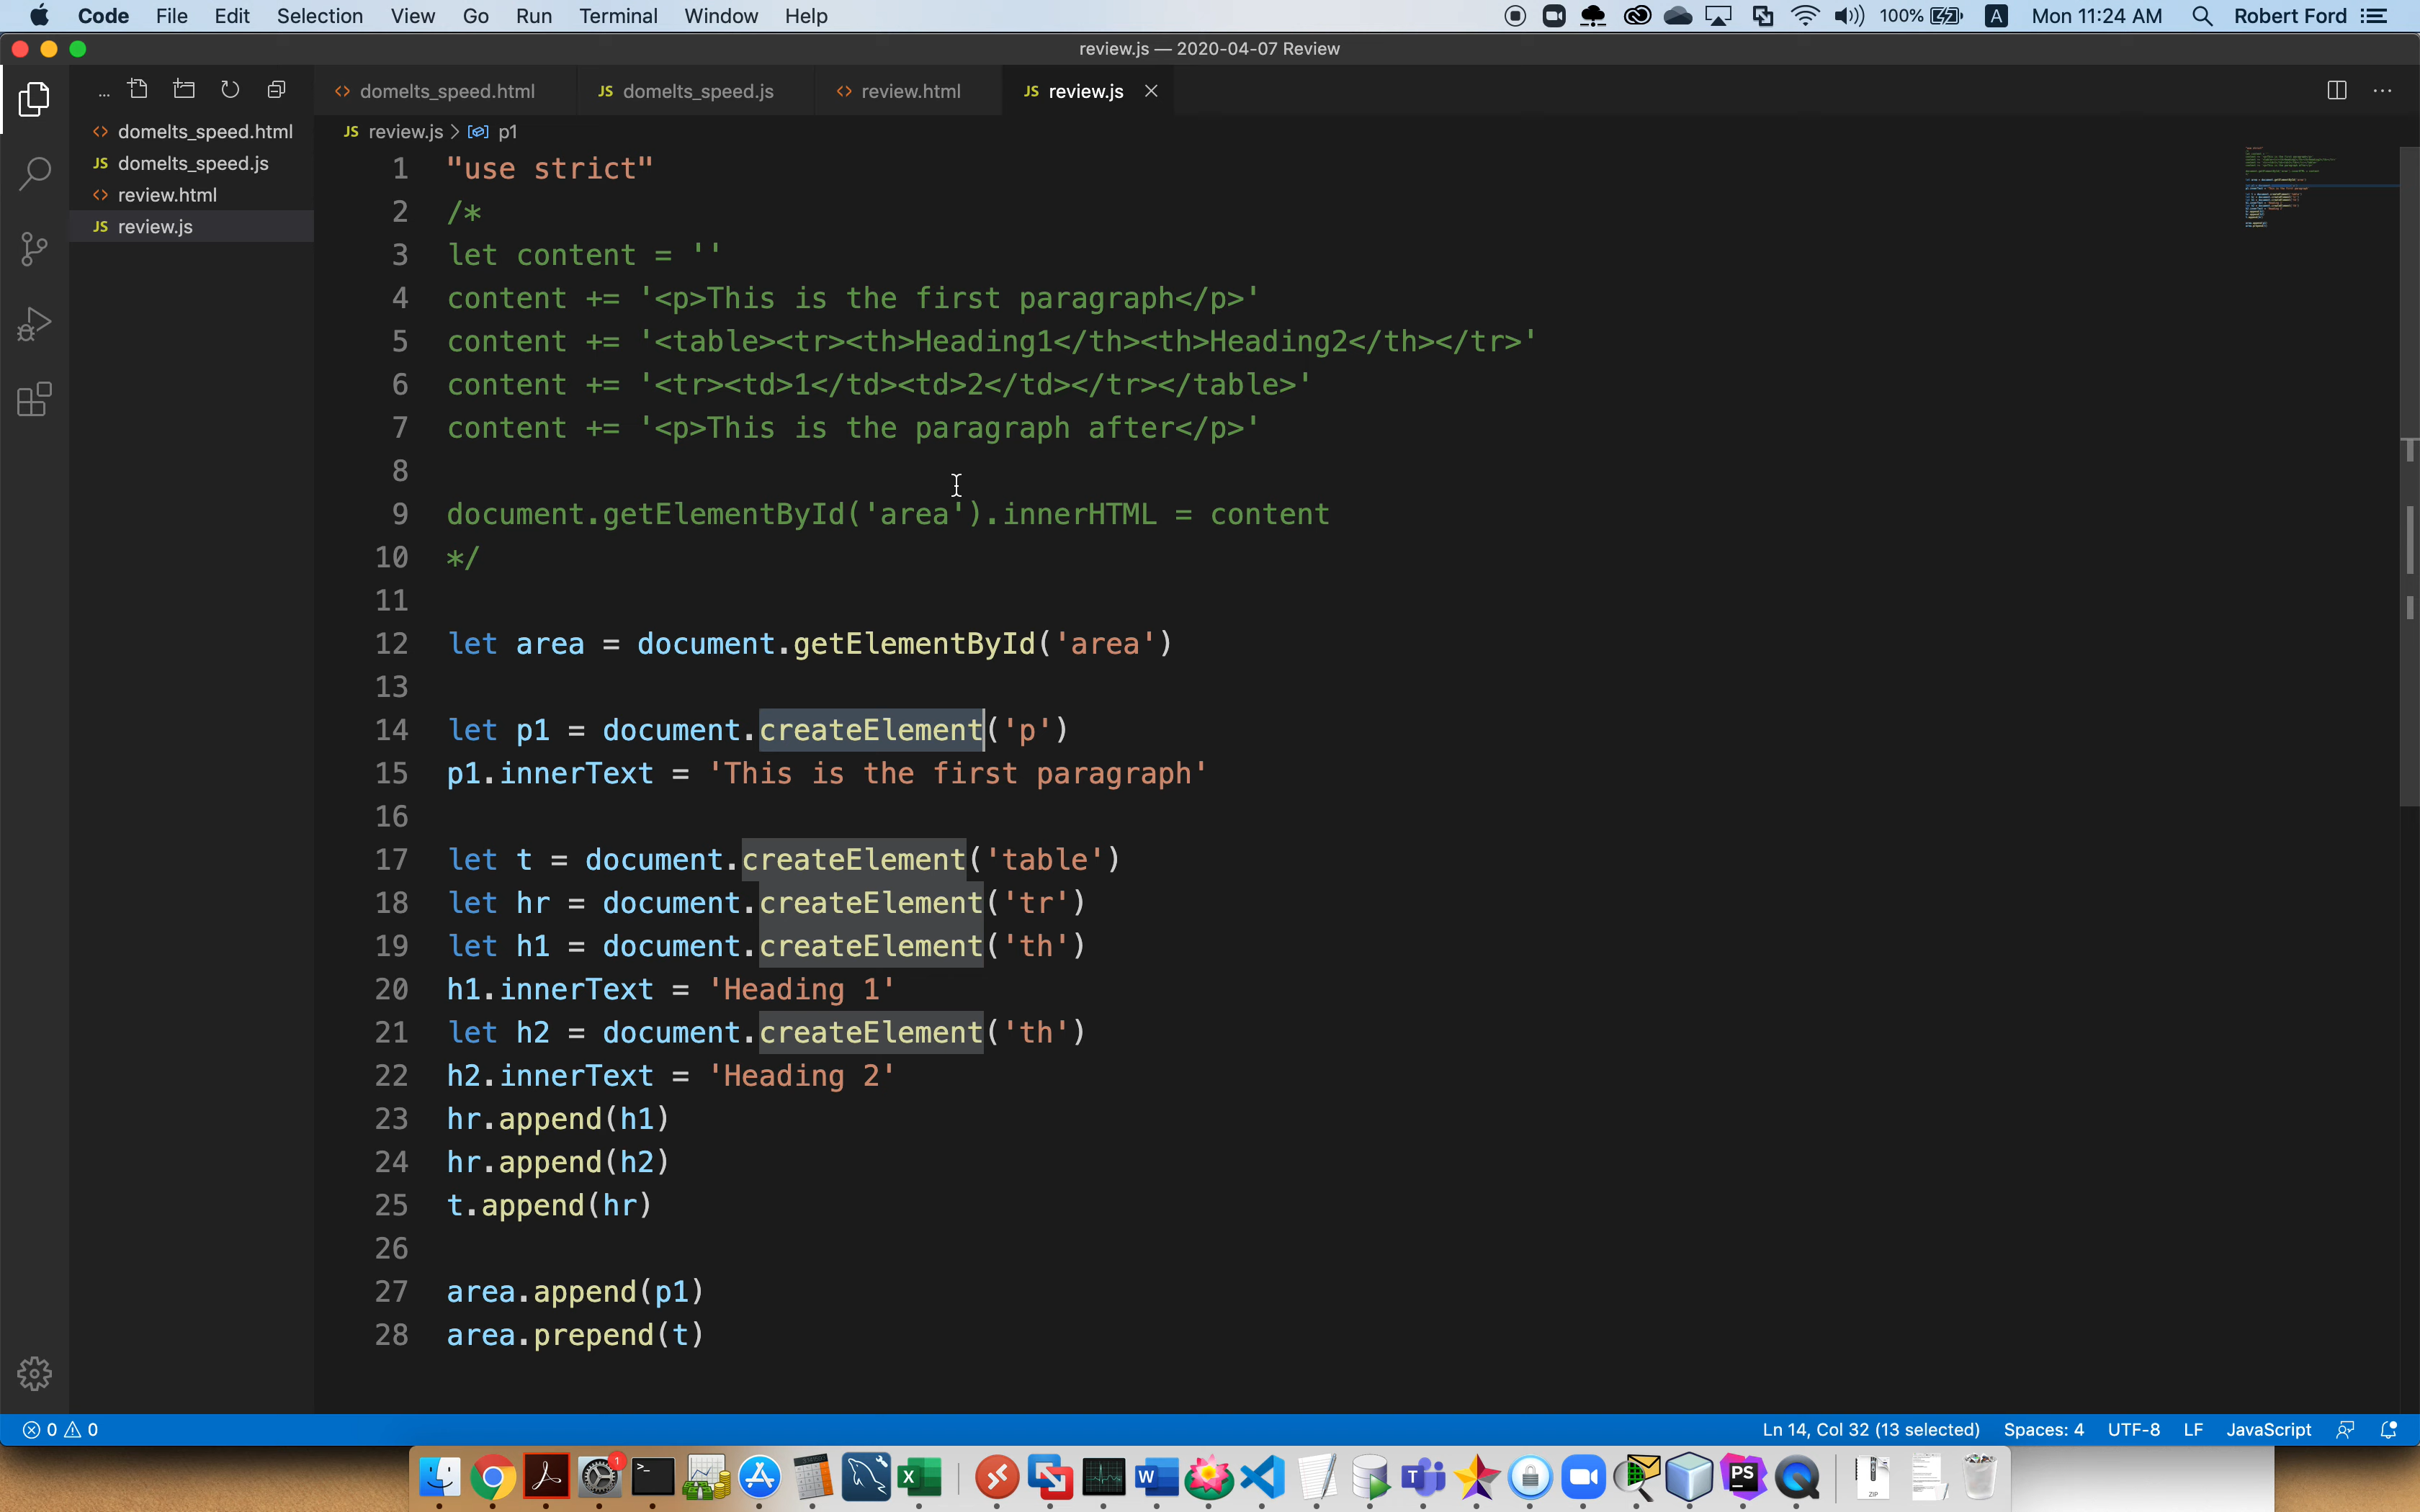 Code File Edit Selection View Go Run Terminal Window Help 100% A Mon 11:24 AM Robert Ford
review.js — 2020-04-07 Review
... domelts_speed.html JS domelts_speed.js review.html JS review.js
domelts_speed.html
JS domelts_speed.js
review.html
JS review.js
JS review.js > p1
1 "use strict"
2 /*
3 let content = ''
4 content += '<p>This is the first paragraph</p>'
5 content += '<table><tr><th>Heading1</th><th>Heading2</th></tr>'
6 content += '<tr><td>1</td><td>2</td></tr></table>'
7 content += '<p>This is the paragraph after</p>'
8
9 document.getElementById('area').innerHTML = content
10 */
11
12 let area = document.getElementById('area')
13
14 let p1 = document.createElement('p')
15 p1.innerText = 'This is the first paragraph'
16
17 let t = document.createElement('table')
18 let hr = document.createElement('tr')
19 let h1 = document.createElement('th')
20 h1.innerText = 'Heading 1'
21 let h2 = document.createElement('th')
22 h2.innerText = 'Heading 2'
23 hr.append(h1)
24 hr.append(h2)
25 t.append(hr)
26
27 area.append(p1)
28 area.prepend(t)
0 0 Ln 14, Col 32 (13 selected) Spaces: 4 UTF-8 LF JavaScript
1 >_ X W T PS ZIP